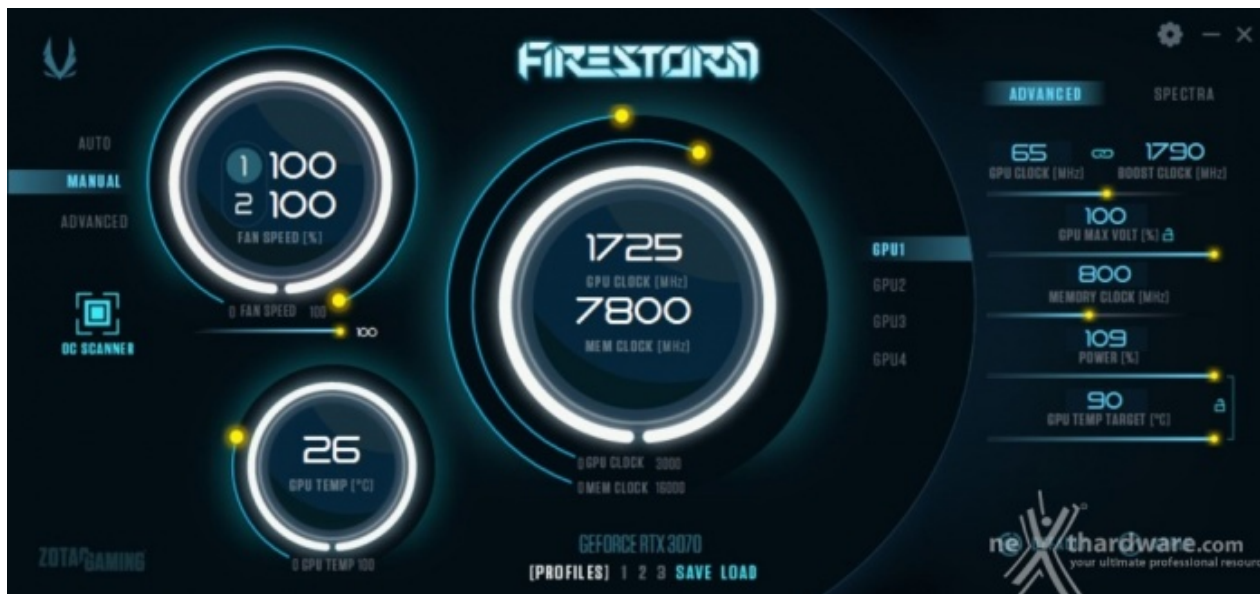 FIRESTORM
AUTO
MANUAL
ADVANCED
OC SCANNER
1 100
2 100
FAN SPEED [%]
0 FAN SPEED 100
100
26
GPU TEMP [°C]
0 GPU TEMP 100
1725
GPU CLOCK [MHz]
7800
MEM CLOCK [MHz]
0 GPU CLOCK 3000
0 MEM CLOCK 16000
GPU1
GPU2
GPU3
GPU4
ADVANCED SPECTRA
65 1790
GPU CLOCK [MHz] BOOST CLOCK [MHz]
100
GPU MAX VOLT [%]
800
MEMORY CLOCK [MHz]
109
POWER [%]
90
GPU TEMP TARGET [°C]
ZOTAC GAMING
GEFORCE RTX 3070
[PROFILES] 1 2 3 SAVE LOAD
neXthardware.com
your ultimate professional resource